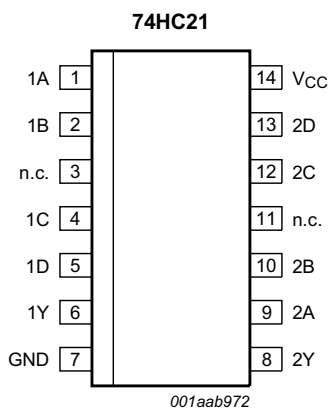 74HC21
1A 1 14 VCC
1B 2 13 2D
n.c. 3 12 2C
1C 4 11 n.c.
1D 5 10 2B
1Y 6 9 2A
GND 7 8 2Y
001aab972